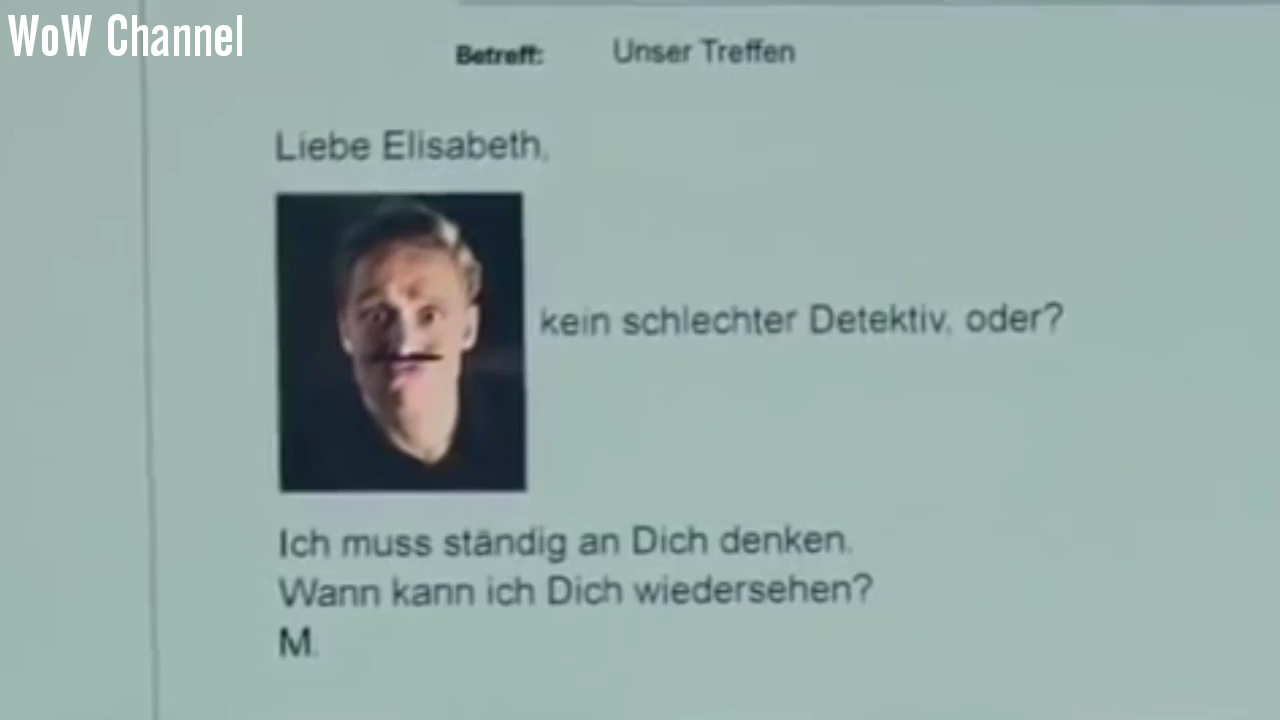 WoW Channel
Betreff: Unser Treffen
Liebe Elisabeth,
kein schlechter Detektiv, oder?
Ich muss ständig an Dich denken.
Wann kann ich Dich wiedersehen?
M.